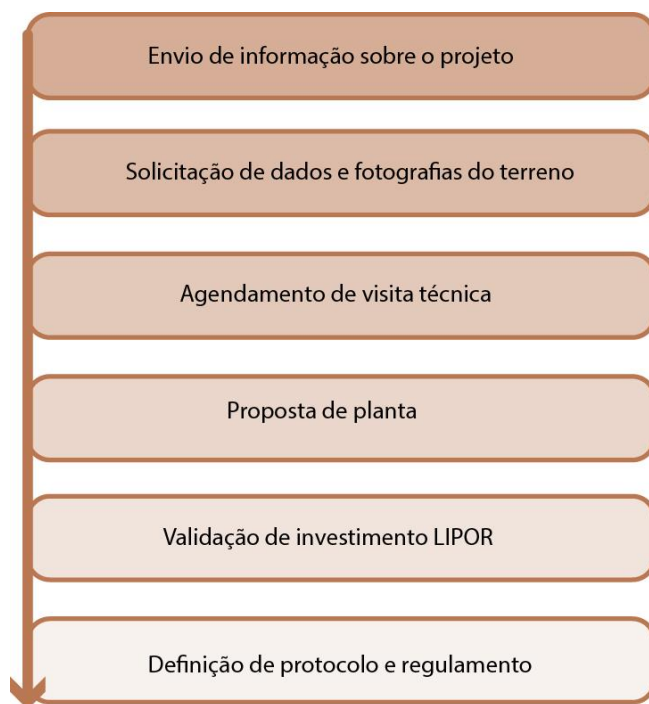 Envio de informação sobre o projeto
Solicitação de dados e fotografias do terreno
Agendamento de visita técnica
Proposta de planta
Validação de investimento LIPOR
Definição de protocolo e regulamento